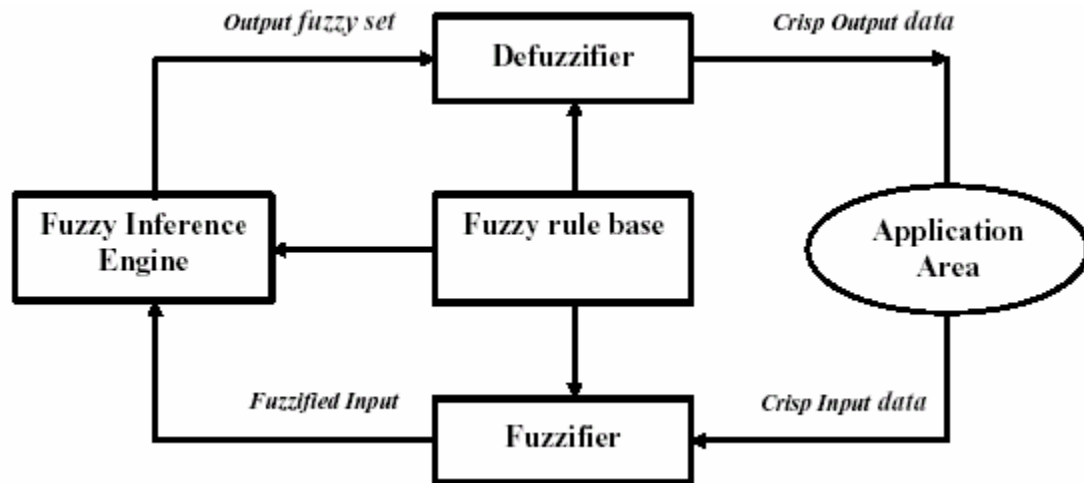 Output fuzzy set
Crisp Output data
Defuzzifier
Fuzzy Inference
Engine
Fuzzy rule base
Application
Area
Fuzzified Input
Crisp Input data
Fuzzifier